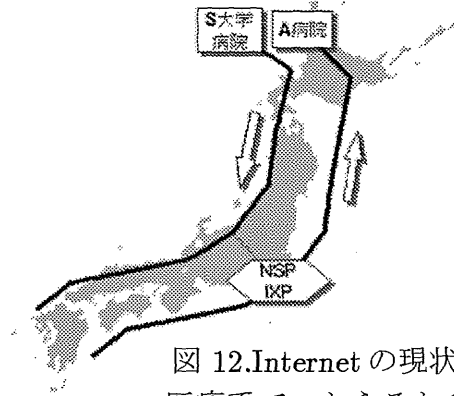 S大学
病院
A病院
NSP
IXP
図 12.Internet の現状